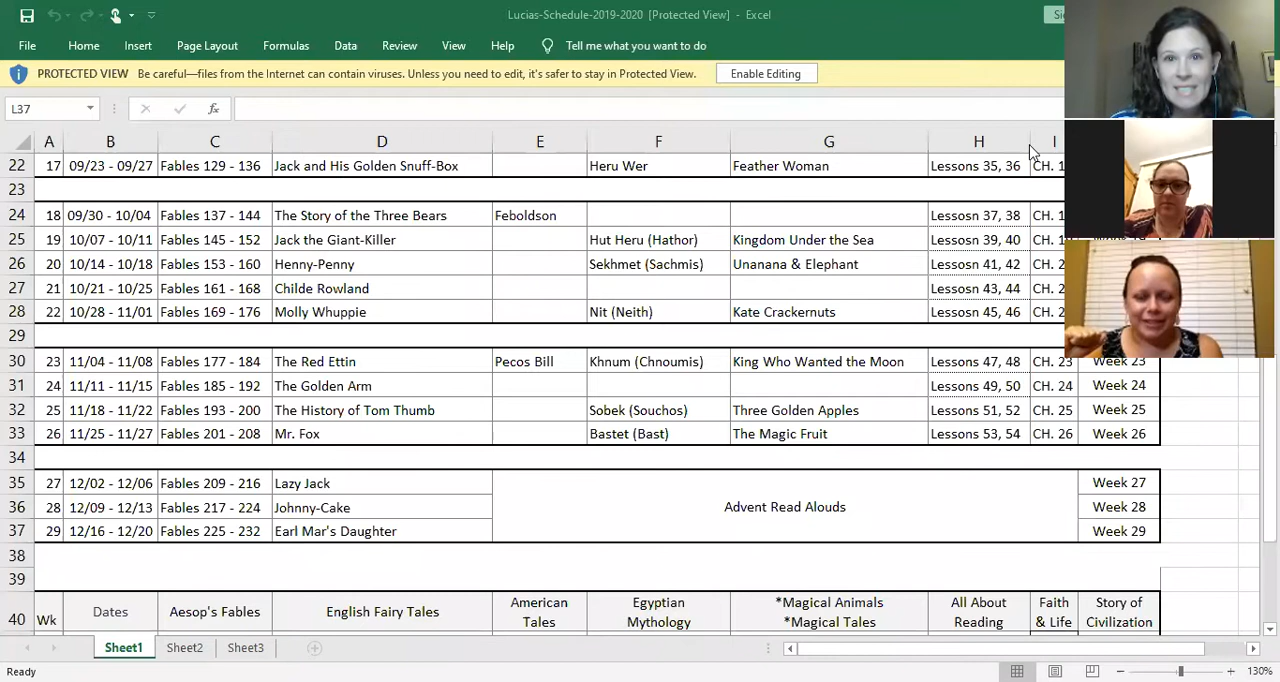 Lucias-Schedule-2019-2020 [Protected View] - Excel
File Home Insert Page Layout Formulas Data Review View Help Tell me what you want to do
PROTECTED VIEW Be careful—files from the Internet can contain viruses. Unless you need to edit, it's safer to stay in Protected View. Enable Editing
L37 fx
A B C D E F G H I
22 17 09/23 - 09/27 Fables 129 - 136 Jack and His Golden Snuff-Box Heru Wer Feather Woman Lessons 35, 36 CH. 1
23
24 18 09/30 - 10/04 Fables 137 - 144 The Story of the Three Bears Feboldson Lessosn 37, 38 CH. 1
25 19 10/07 - 10/11 Fables 145 - 152 Jack the Giant-Killer Hut Heru (Hathor) Kingdom Under the Sea Lessosn 39, 40 CH. 1
26 20 10/14 - 10/18 Fables 153 - 160 Henny-Penny Sekhmet (Sachmis) Unanana & Elephant Lessosn 41, 42 CH. 2
27 21 10/21 - 10/25 Fables 161 - 168 Childe Rowland Lessons 43, 44 CH. 2
28 22 10/28 - 11/01 Fables 169 - 176 Molly Whuppie Nit (Neith) Kate Crackernuts Lessons 45, 46 CH. 2
29
30 23 11/04 - 11/08 Fables 177 - 184 The Red Ettin Pecos Bill Khnum (Chnoumis) King Who Wanted the Moon Lessons 47, 48 CH. 23 Week 23
31 24 11/11 - 11/15 Fables 185 - 192 The Golden Arm Lessons 49, 50 CH. 24 Week 24
32 25 11/18 - 11/22 Fables 193 - 200 The History of Tom Thumb Sobek (Souchos) Three Golden Apples Lessons 51, 52 CH. 25 Week 25
33 26 11/25 - 11/27 Fables 201 - 208 Mr. Fox Bastet (Bast) The Magic Fruit Lessons 53, 54 CH. 26 Week 26
34
35 27 12/02 - 12/06 Fables 209 - 216 Lazy Jack Week 27
36 28 12/09 - 12/13 Fables 217 - 224 Johnny-Cake Advent Read Alouds Week 28
37 29 12/16 - 12/20 Fables 225 - 232 Earl Mar's Daughter Week 29
38
39
40 Wk Dates Aesop's Fables English Fairy Tales American Tales Egyptian Mythology *Magical Animals *Magical Tales All About Reading Faith & Life Story of Civilization
Sheet1 Sheet2 Sheet3
Ready 130%